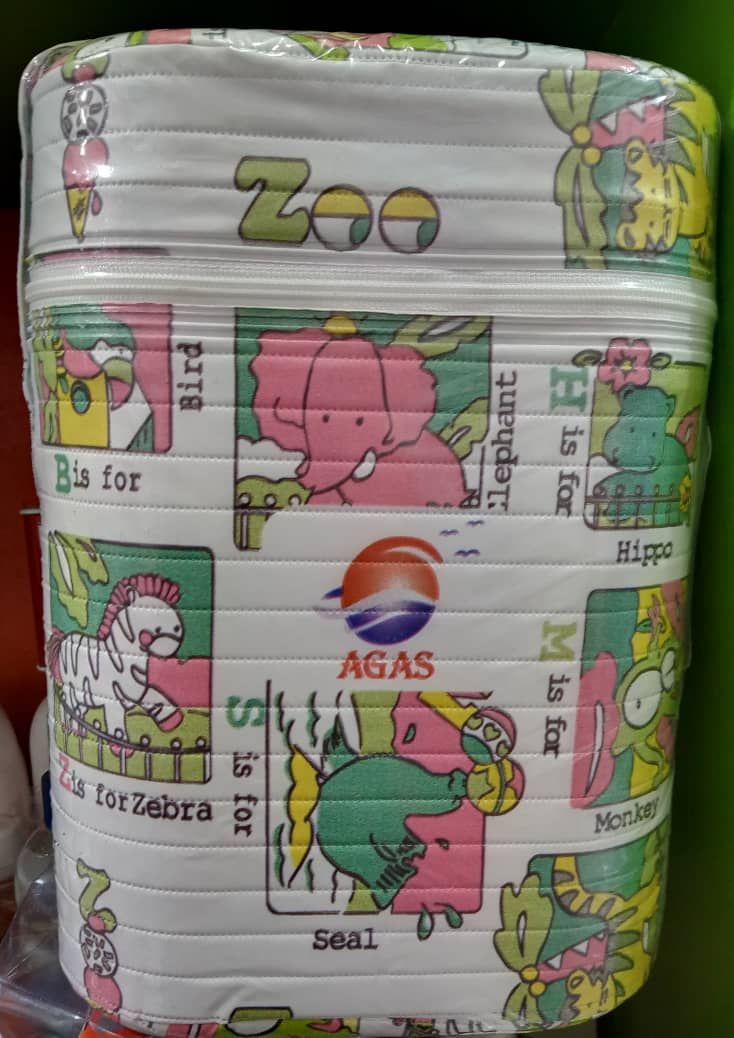 Zoo
Bird
B is for
Elephant
H is for
Hippo
AGAS
M is for
Monkey
Z is for Zebra
S is for
Seal